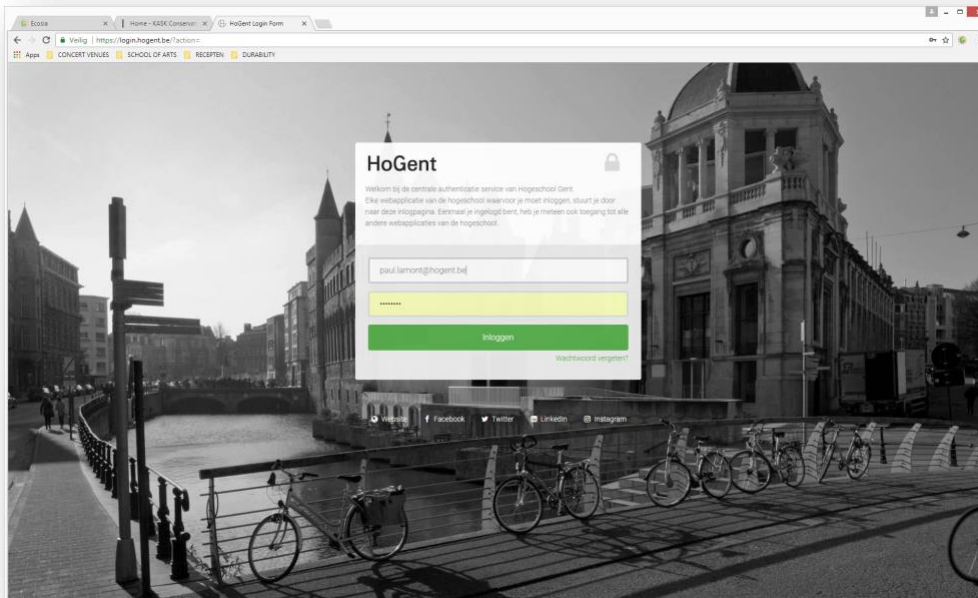 Ecosia
Home - KASK Conservat
HoGent Login Form
Veilig | https://login.hogent.be/?action=
Apps CONCERT VENUES SCHOOL OF ARTS RECEPTEN DURABILITY
HoGent
Welkom bij de centrale authenticatie service van Hogeschool Gent.
Elke webapplicatie van de hogeschool waarvoor je moet inloggen, stuurt je door
naar deze inlogpagina. Eenmaal je ingelogd bent, heb je meteen ook toegang tot alle
andere webapplicaties van de hogeschool.
paul.lamont@hogent.be
••••••••
Inloggen
Wachtwoord vergeten?
Website Facebook Twitter Linkedin Instagram